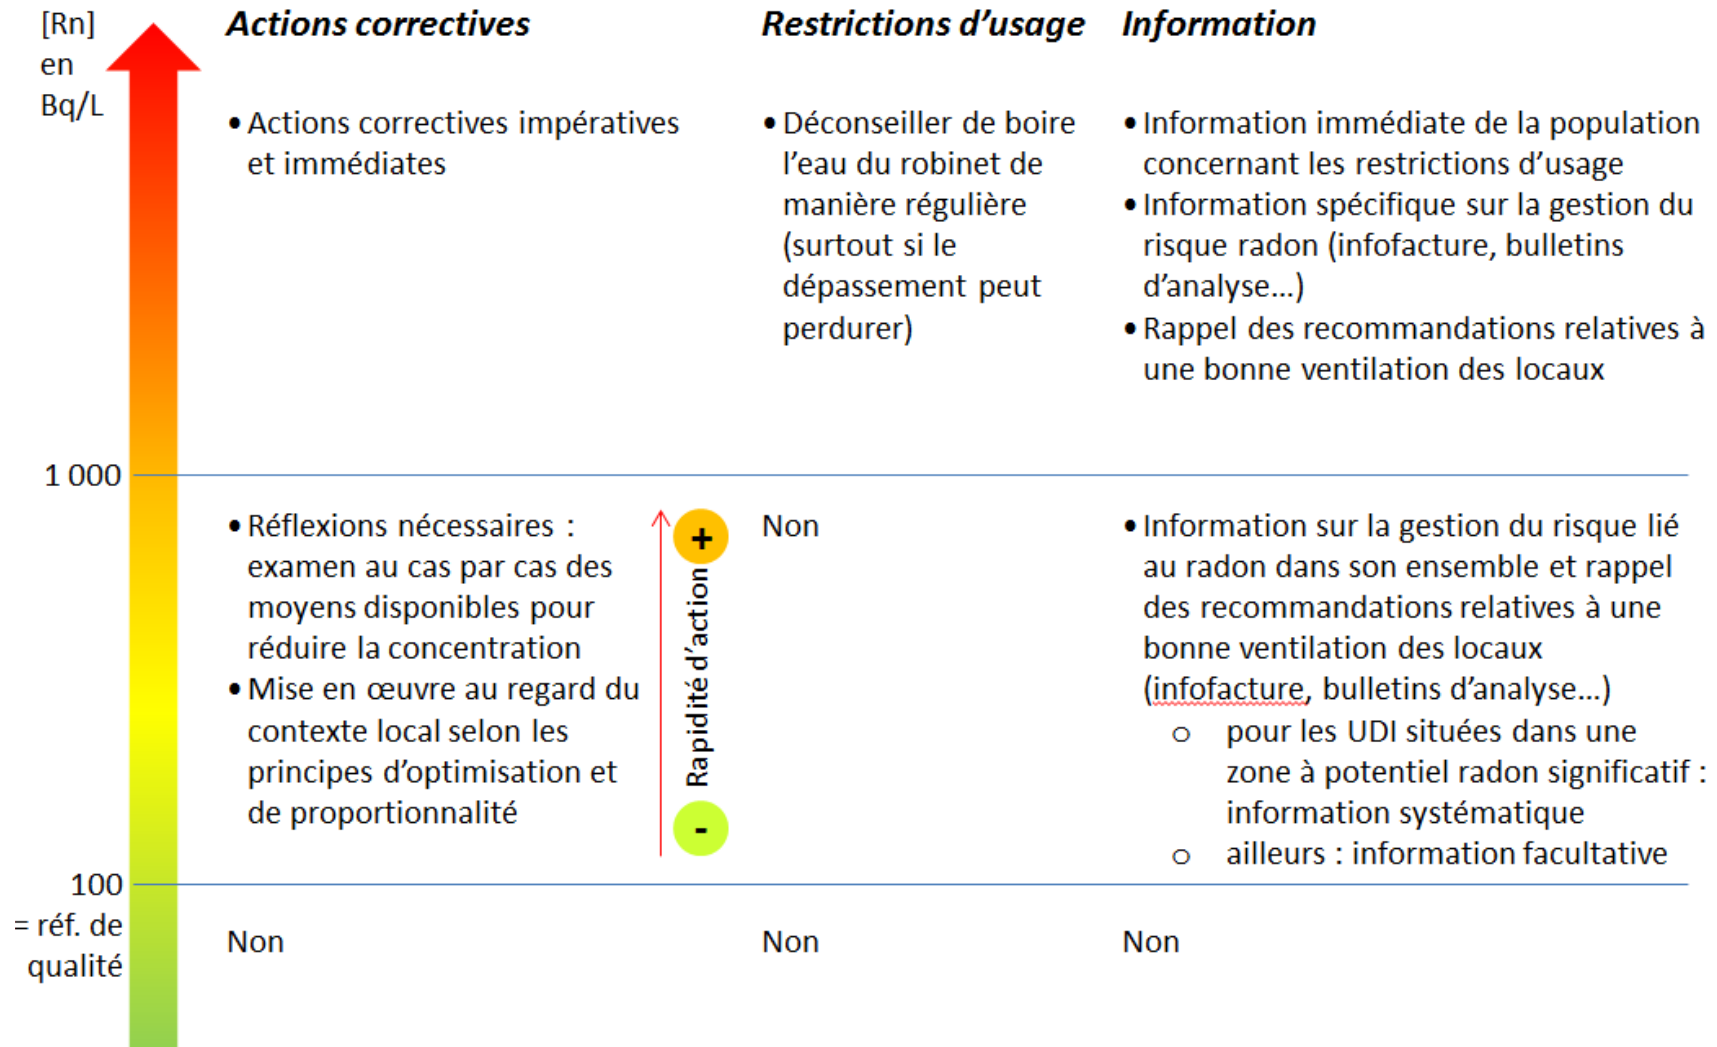 [Rn]
en
Bq/L
Actions correctives
Restrictions d'usage
Information
• Actions correctives impératives
et immédiates
• Déconseiller de boire
l'eau du robinet de
manière régulière
(surtout si le
dépassement peut
perdurer)
• Information immédiate de la population
concernant les restrictions d'usage
• Information spécifique sur la gestion du
risque radon (infofacture, bulletins
d'analyse…)
• Rappel des recommandations relatives à
une bonne ventilation des locaux
1 000
• Réflexions nécessaires :
examen au cas par cas des
moyens disponibles pour
réduire la concentration
• Mise en œuvre au regard du
contexte local selon les
principes d'optimisation et
de proportionnalité
+
Rapidité d'action
-
Non
• Information sur la gestion du risque lié
au radon dans son ensemble et rappel
des recommandations relatives à une
bonne ventilation des locaux
(infofacture, bulletins d'analyse…)
o pour les UDI situées dans une
zone à potentiel radon significatif :
information systématique
o ailleurs : information facultative
100
= réf. de
qualité
Non
Non
Non